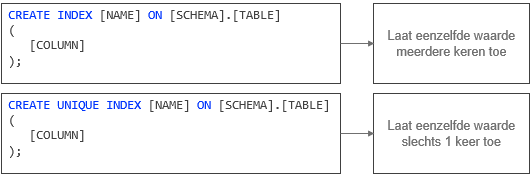 CREATE INDEX [NAME] ON [SCHEMA].[TABLE]
(
[COLUMN]
);
Laat eenzelfde waarde
meerdere keren toe
CREATE UNIQUE INDEX [NAME] ON [SCHEMA].[TABLE]
(
[COLUMN]
);
Laat eenzelfde waarde
slechts 1 keer toe